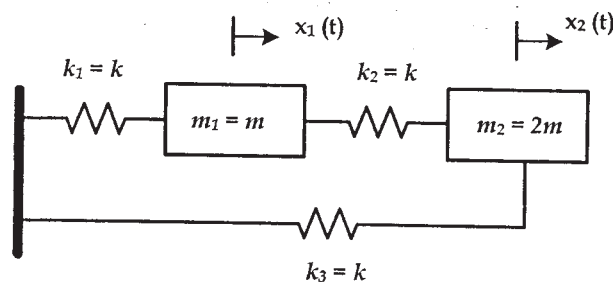 x₁ (t)
x₂ (t)
k₁ = k
k₂ = k
m₁ = m
m₂ = 2m
k₃ = k